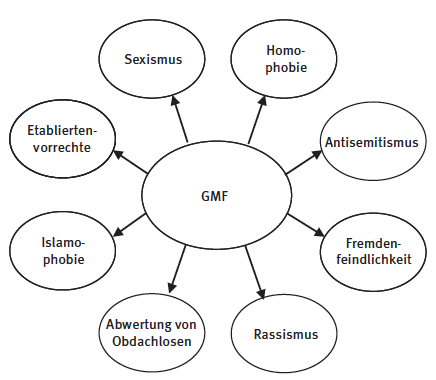 Sexismus
Homo-
phobie
Etablierten-
vorrechte
Antisemitismus
GMF
Islamo-
phobie
Fremden-
feindlichkeit
Abwertung von
Obdachlosen
Rassismus